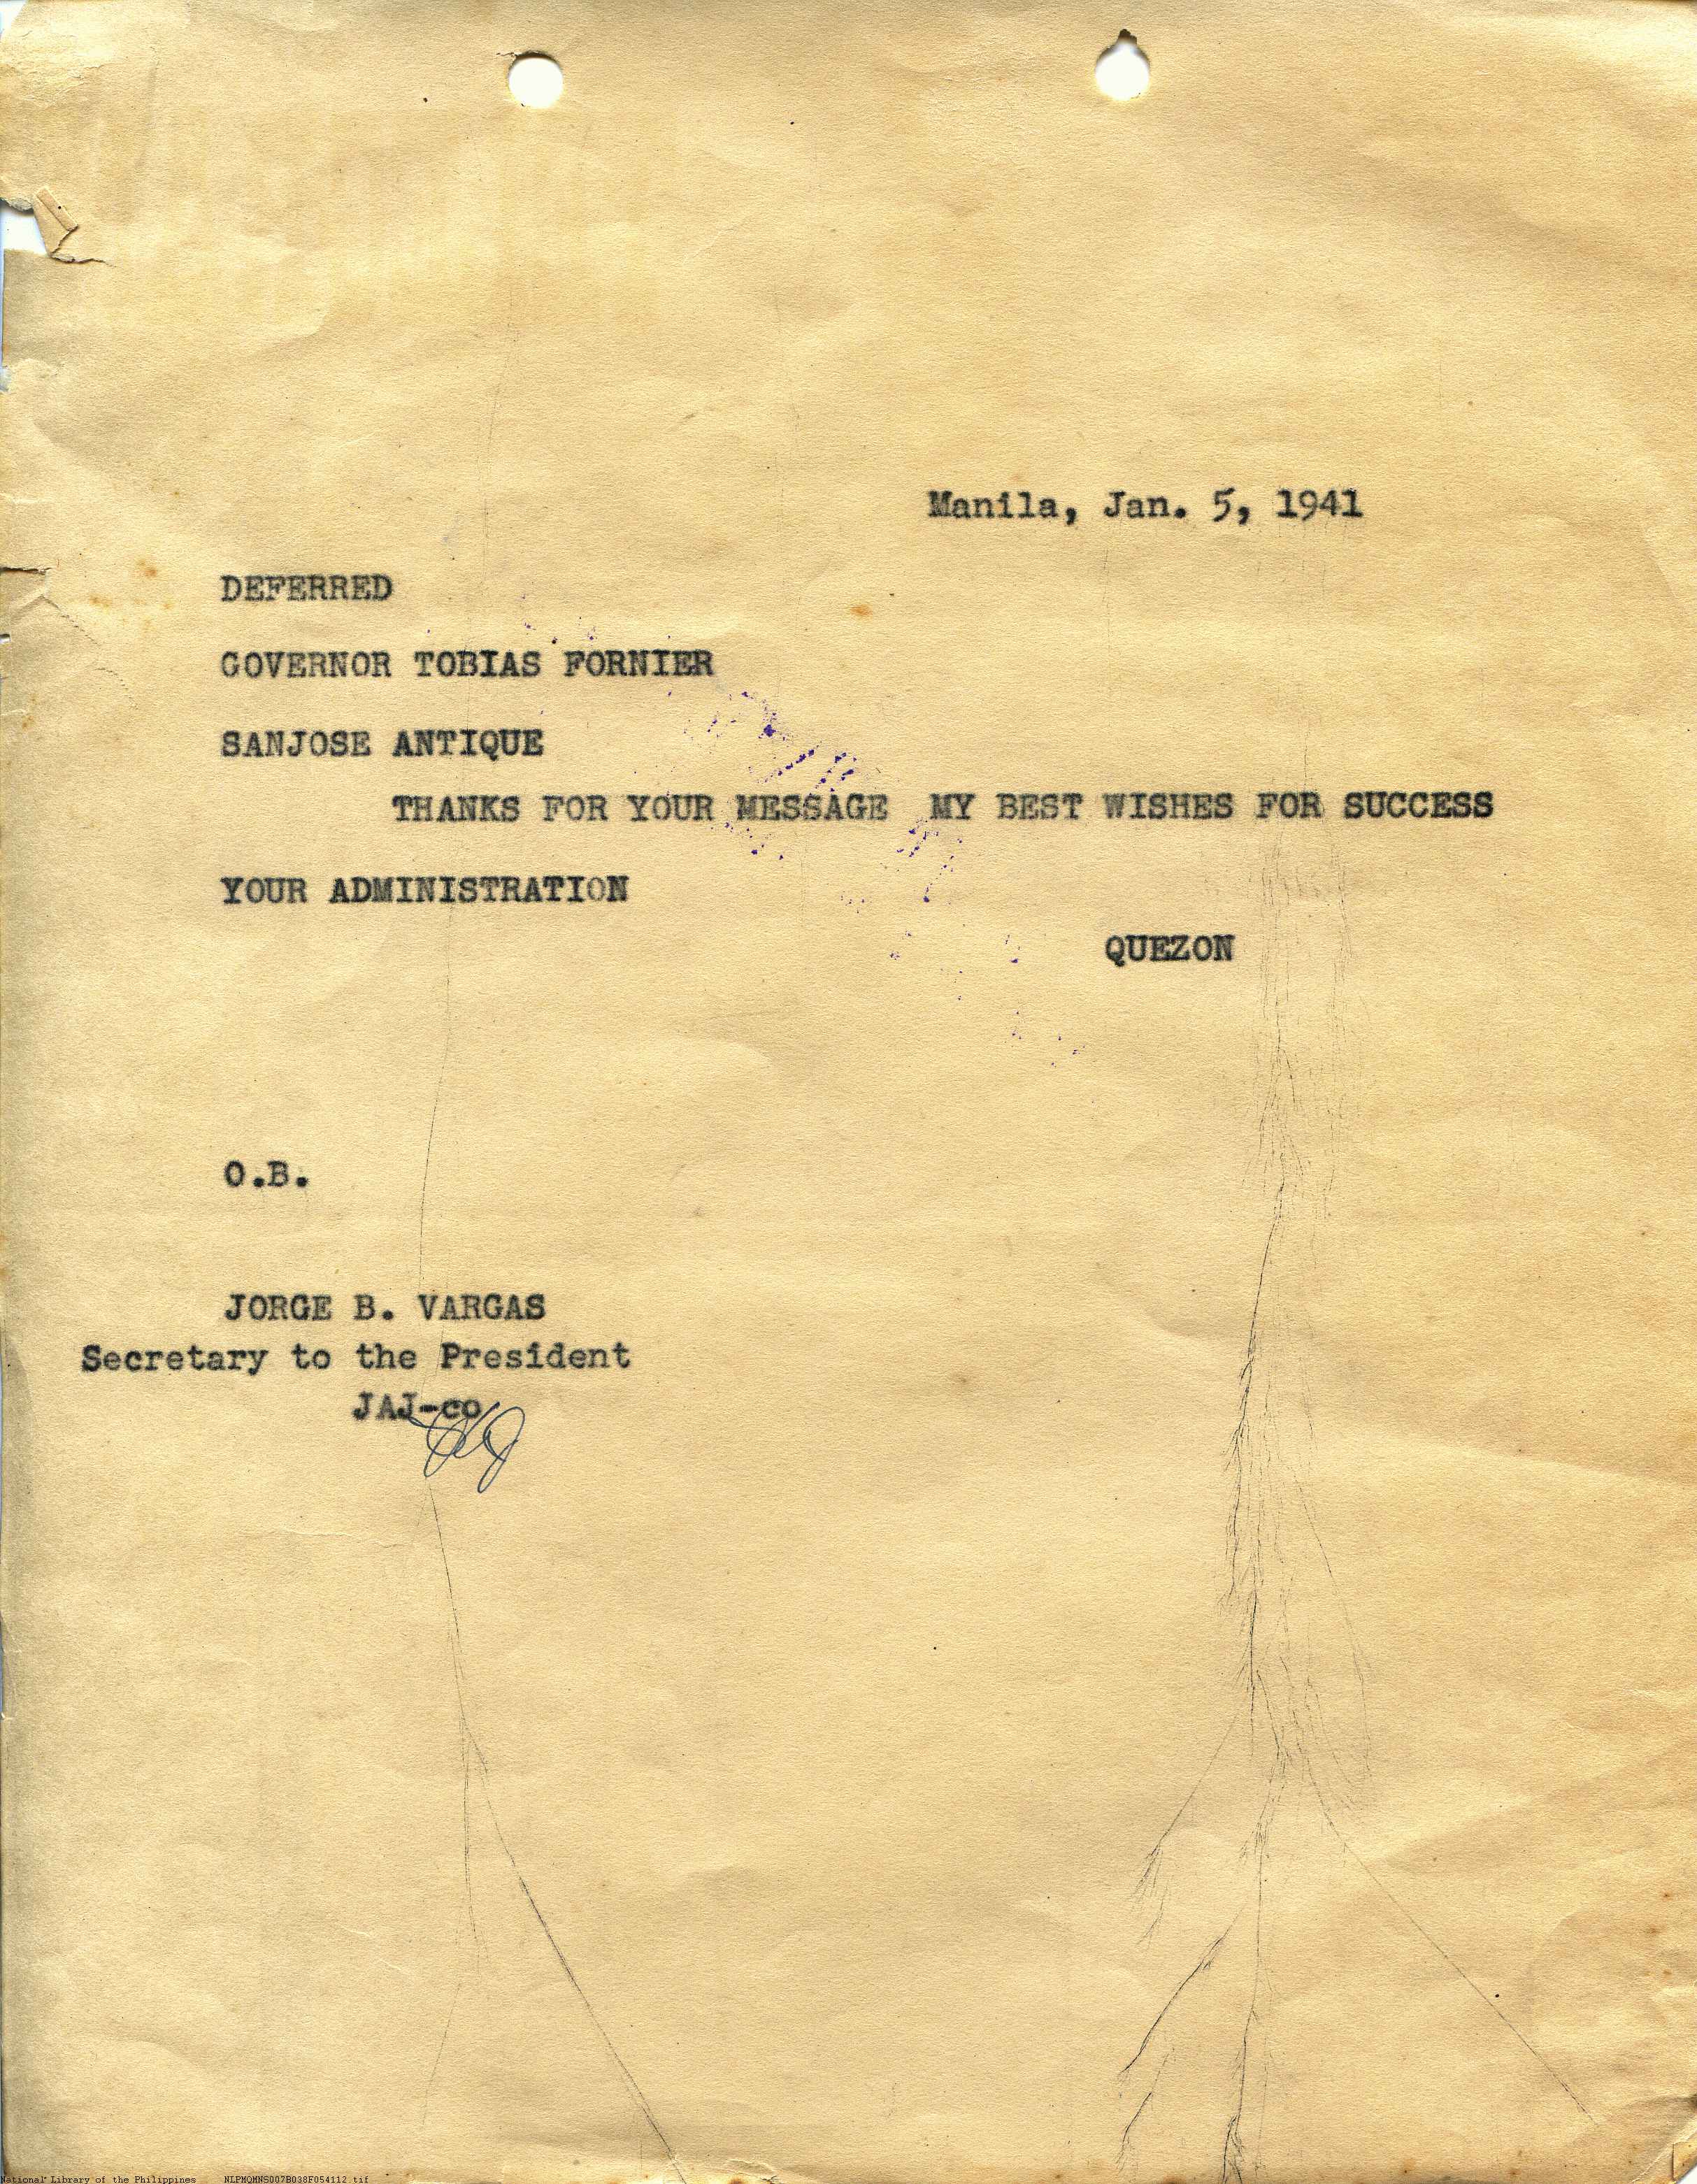 Manila, Jan. 5, 1941
DEFERRED
GOVERNOR TOBIAS FORNIER
SANJOSE ANTIQUE
THANKS FOR YOUR MESSAGE MY BEST WISHES FOR SUCCESS
YOUR ADMINISTRATION
QUEZON
O.B.
JORGE B. VARGAS
Secretary to the President
JAJ-co
National Library of the Philippines NLPMQMNS007B038F054112.tif